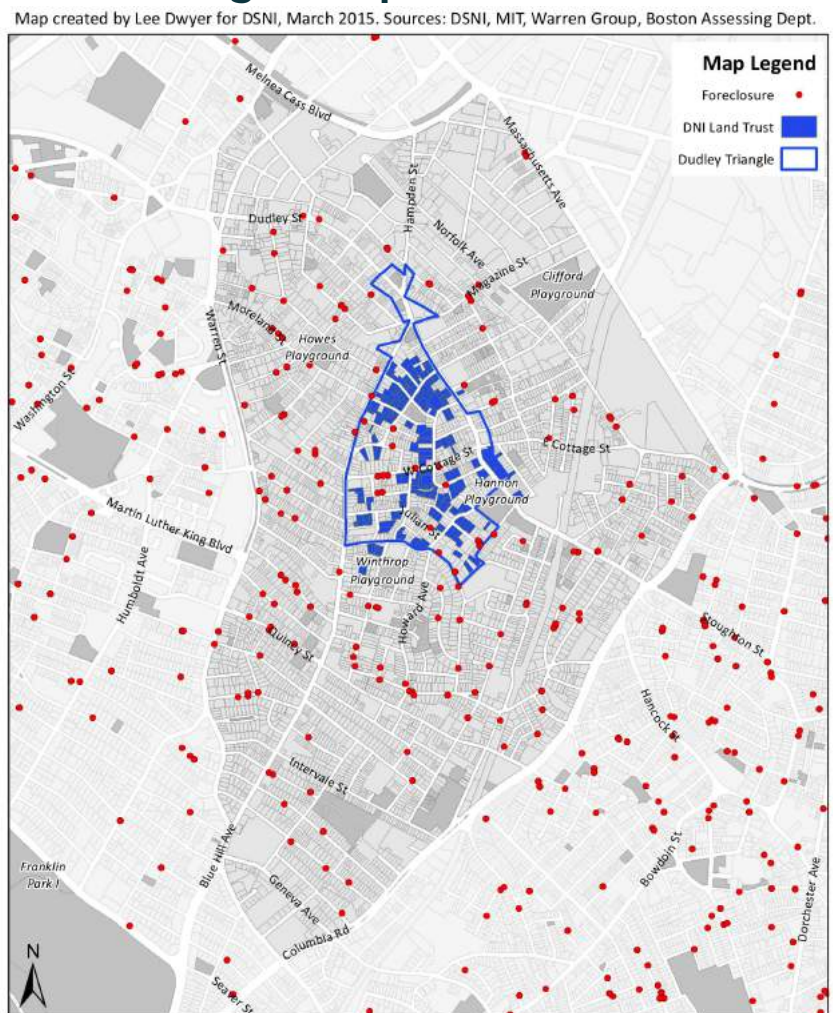 Map created by Lee Dwyer for DSNI, March 2015. Sources: DSNI, MIT, Warren Group, Boston Assessing Dept.
Map Legend
Foreclosure
DNI Land Trust
Dudley Triangle
Melnea Cass Blvd
Massachusetts Ave
Hampden St
Dudley St
Norfolk Ave
Magazine St
Clifford
Playground
Moreland St
Howes
Playground
Warren St
Washington St
E Cottage St
W Cottage St
Hannon
Playground
Julian St
Martin Luther King Blvd
Humboldt Ave
Winthrop
Playground
Howard Ave
Quincy St
Stoughton St
Hancock St
Intervale St
Blue Hill Ave
Bowdoin St
Franklin
Park I
Geneva Ave
Dorchester Ave
Columbia Rd
N
Seaver St